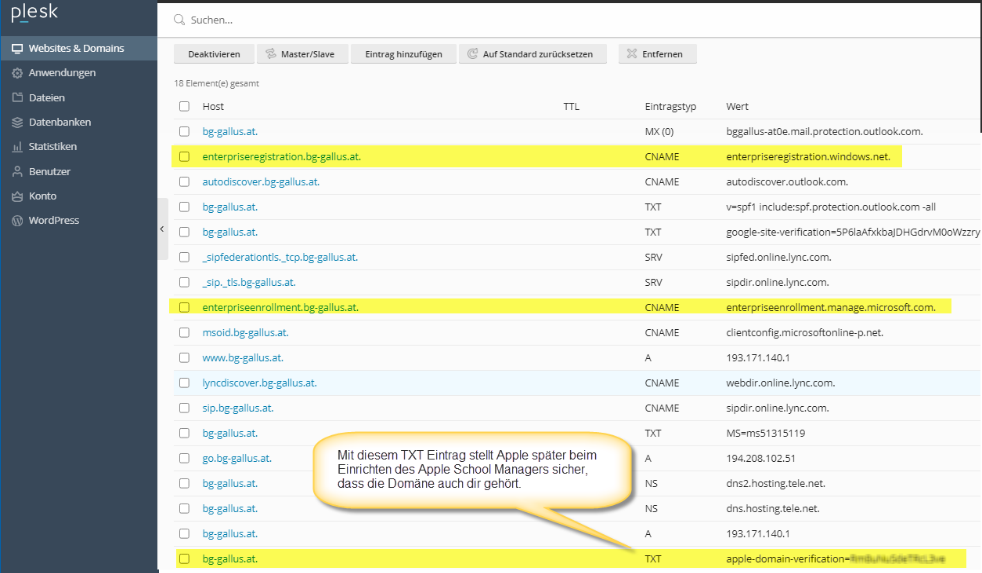 plesk
Suchen...
Websites & Domains
Anwendungen
Dateien
Datenbanken
Statistiken
Benutzer
Konto
WordPress
Deaktivieren Master/Slave Eintrag hinzufügen Auf Standard zurücksetzen Entfernen
18 Element(e) gesamt
Host TTL Eintragstyp Wert
bg-gallus.at. MX (0) bggallus-at0e.mail.protection.outlook.com.
enterpriseregistration.bg-gallus.at. CNAME enterpriseregistration.windows.net.
autodiscover.bg-gallus.at. CNAME autodiscover.outlook.com.
bg-gallus.at. TXT v=spf1 include:spf.protection.outlook.com -all
bg-gallus.at. TXT google-site-verification=5P6laAfxkbaJDHGdrvM0oWzzry
_sipfederationtls._tcp.bg-gallus.at. SRV sipfed.online.lync.com.
_sip._tls.bg-gallus.at. SRV sipdir.online.lync.com.
enterpriseenrollment.bg-gallus.at. CNAME enterpriseenrollment.manage.microsoft.com.
msoid.bg-gallus.at. CNAME clientconfig.microsoftonline-p.net.
www.bg-gallus.at. A 193.171.140.1
lyncdiscover.bg-gallus.at. CNAME webdir.online.lync.com.
sip.bg-gallus.at. CNAME sipdir.online.lync.com.
bg-gallus.at. TXT MS=ms51315119
go.bg-gallus.at. A 194.208.102.51
bg-gallus.at. NS dns2.hosting.tele.net.
bg-gallus.at. NS dns.hosting.tele.net.
bg-gallus.at. A 193.171.140.1
bg-gallus.at. TXT apple-domain-verification=
Mit diesem TXT Eintrag stellt Apple später beim
Einrichten des Apple School Managers sicher,
dass die Domäne auch dir gehört.